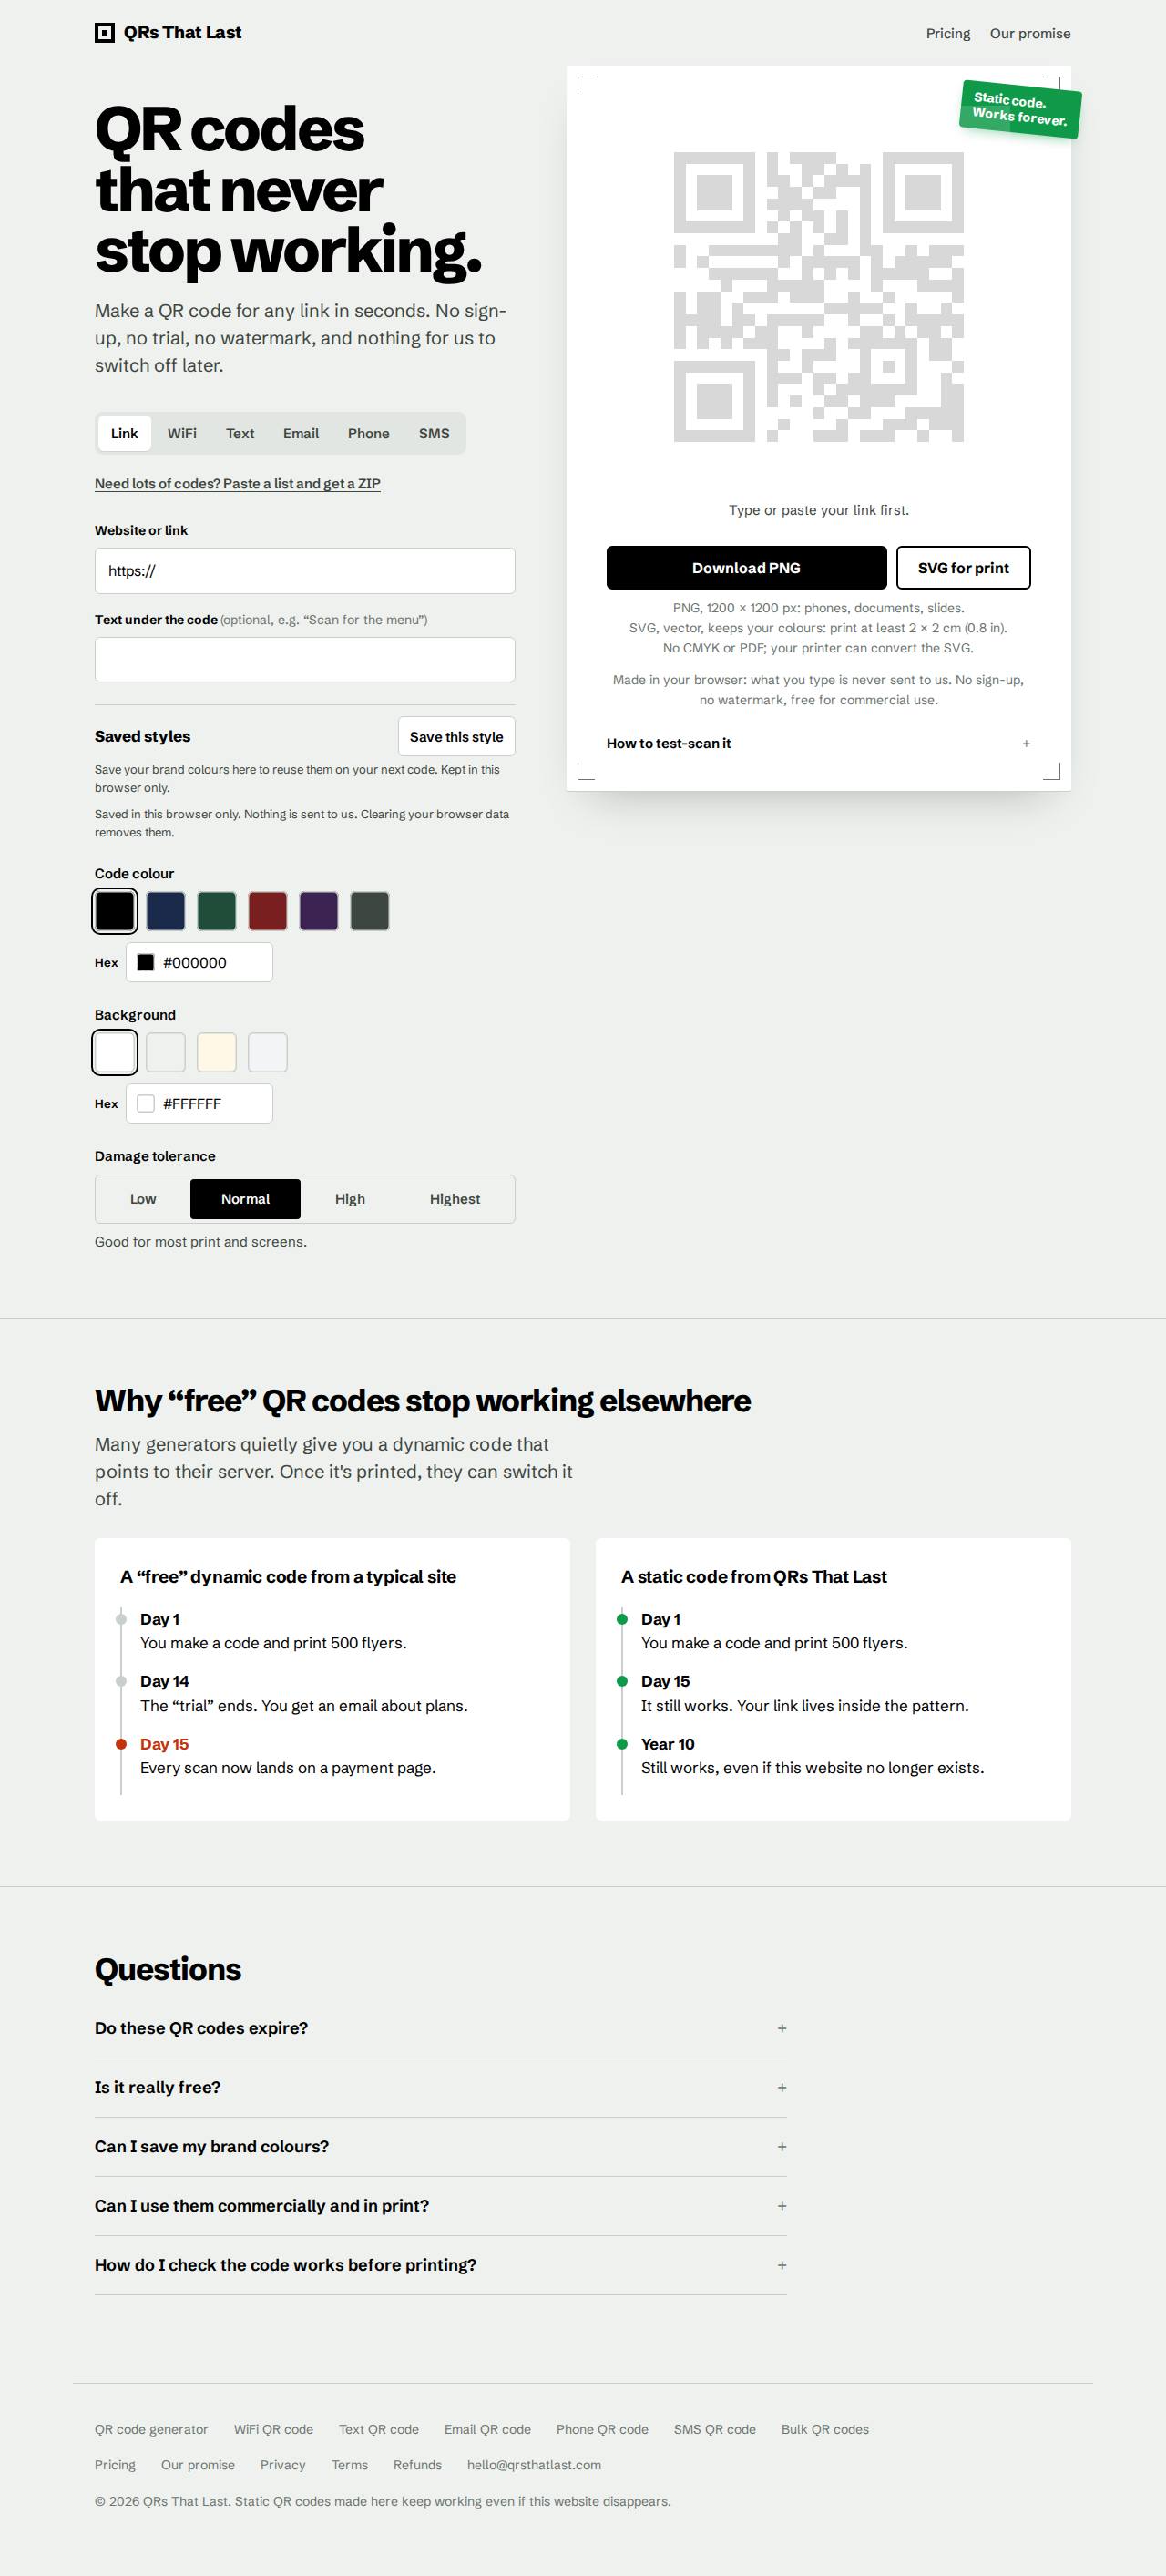 QRs That Last
Pricing
Our promise
QR codes
that never
stop working.
Make a QR code for any link in seconds. No sign-
up, no trial, no watermark, and nothing for us to
switch off later.
Link
WiFi
Text
Email
Phone
SMS
Need lots of codes? Paste a list and get a ZIP
Website or link
https://
Text under the code (optional, e.g. “Scan for the menu”)
Saved styles
Save this style
Save your brand colours here to reuse them on your next code. Kept in this
browser only.
Saved in this browser only. Nothing is sent to us. Clearing your browser data
removes them.
Code colour
Hex
#000000
Background
Hex
#FFFFFF
Damage tolerance
Low
Normal
High
Highest
Good for most print and screens.
Static code.
Works forever.
Type or paste your link first.
Download PNG
SVG for print
PNG, 1200 × 1200 px: phones, documents, slides.
SVG, vector, keeps your colours: print at least 2 × 2 cm (0.8 in).
No CMYK or PDF; your printer can convert the SVG.
Made in your browser: what you type is never sent to us. No sign-up,
no watermark, free for commercial use.
How to test-scan it
+
Why “free” QR codes stop working elsewhere
Many generators quietly give you a dynamic code that
points to their server. Once it's printed, they can switch it
off.
A “free” dynamic code from a typical site
Day 1
You make a code and print 500 flyers.
Day 14
The “trial” ends. You get an email about plans.
Day 15
Every scan now lands on a payment page.
A static code from QRs That Last
Day 1
You make a code and print 500 flyers.
Day 15
It still works. Your link lives inside the pattern.
Year 10
Still works, even if this website no longer exists.
Questions
Do these QR codes expire?
+
Is it really free?
+
Can I save my brand colours?
+
Can I use them commercially and in print?
+
How do I check the code works before printing?
+
QR code generator
WiFi QR code
Text QR code
Email QR code
Phone QR code
SMS QR code
Bulk QR codes
Pricing
Our promise
Privacy
Terms
Refunds
hello@qrsthatlast.com
© 2026 QRs That Last. Static QR codes made here keep working even if this website disappears.